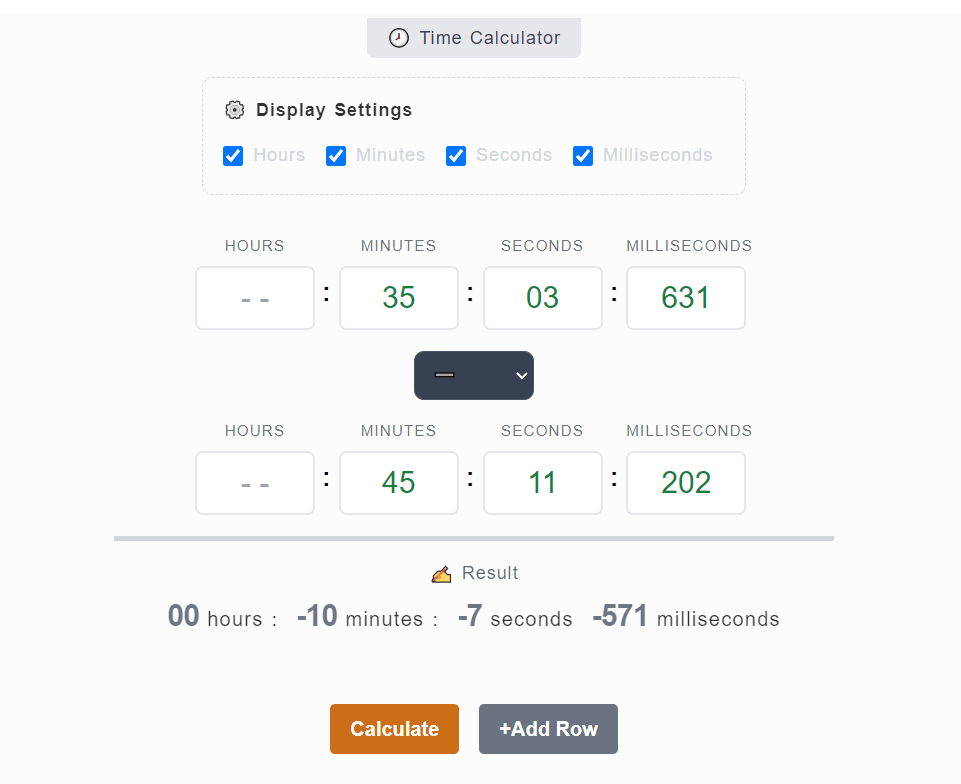 Time Calculator
Display Settings
Hours Minutes Seconds Milliseconds
HOURS MINUTES SECONDS MILLISECONDS
- - : 35 : 03 : 631
HOURS MINUTES SECONDS MILLISECONDS
- - : 45 : 11 : 202
Result
00 hours : -10 minutes : -7 seconds -571 milliseconds
Calculate +Add Row